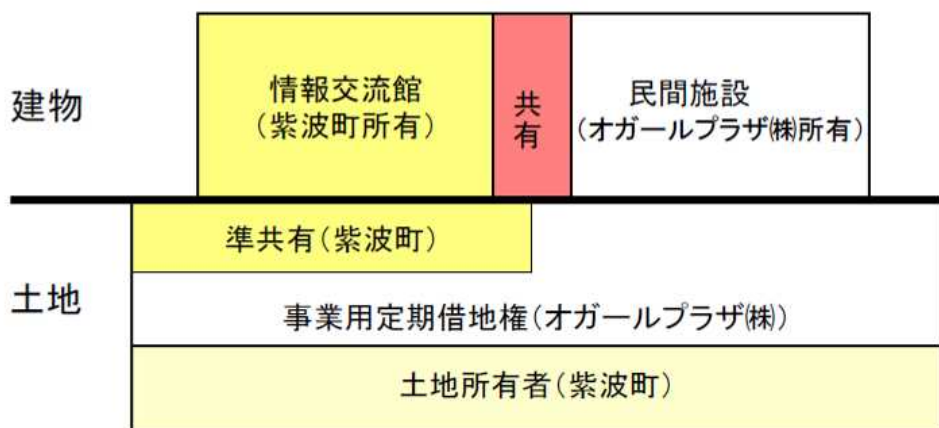 建物
情報交流館
(紫波町所有)
共有
民間施設
(オガールプラザ㈱所有)
土地
準共有(紫波町)
事業用定期借地権(オガールプラザ㈱)
土地所有者(紫波町)